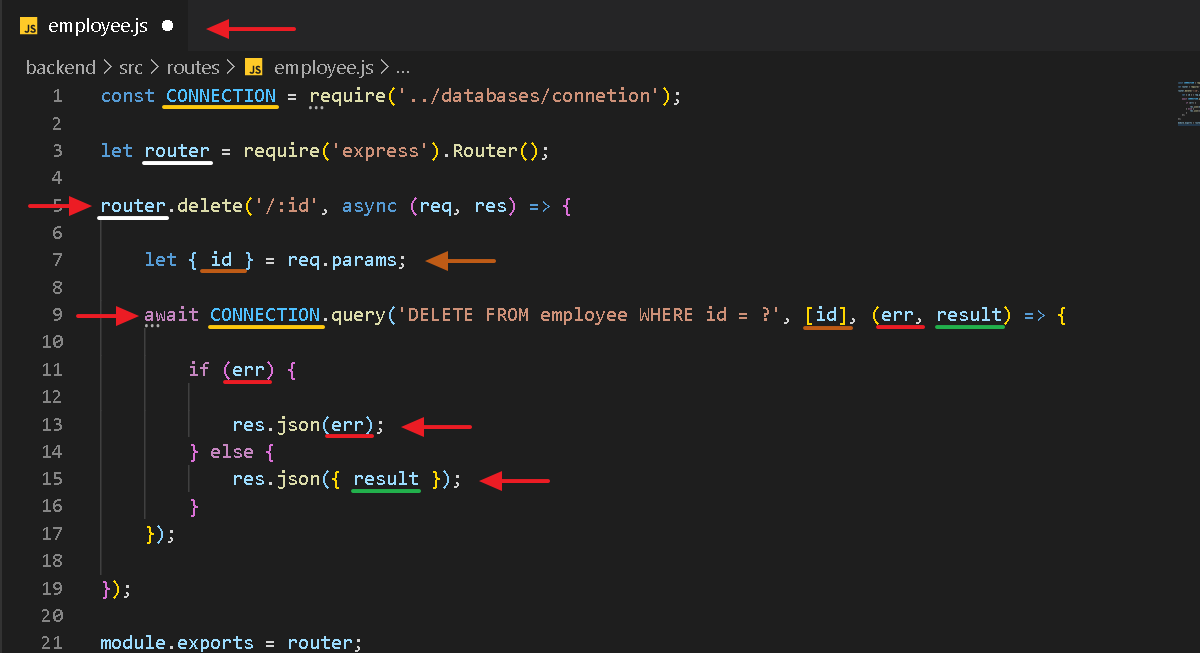 JS employee.js
backend > src > routes > JS employee.js > ...
1 const CONNECTION = require('../databases/connetion');
2
3 let router = require('express').Router();
4
5 router.delete('/:id', async (req, res) => {
6
7 let { id } = req.params;
8
9 await CONNECTION.query('DELETE FROM employee WHERE id = ?', [id], (err, result) => {
10
11 if (err) {
12
13 res.json(err);
14 } else {
15 res.json({ result });
16 }
17 });
18
19 });
20
21 module.exports = router;